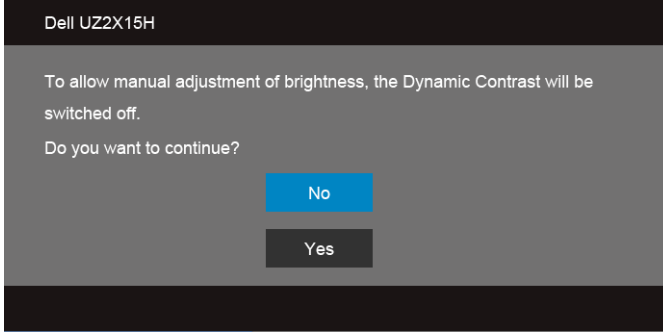 Dell UZ2X15H
To allow manual adjustment of brightness, the Dynamic Contrast will be
switched off.
Do you want to continue?
No
Yes